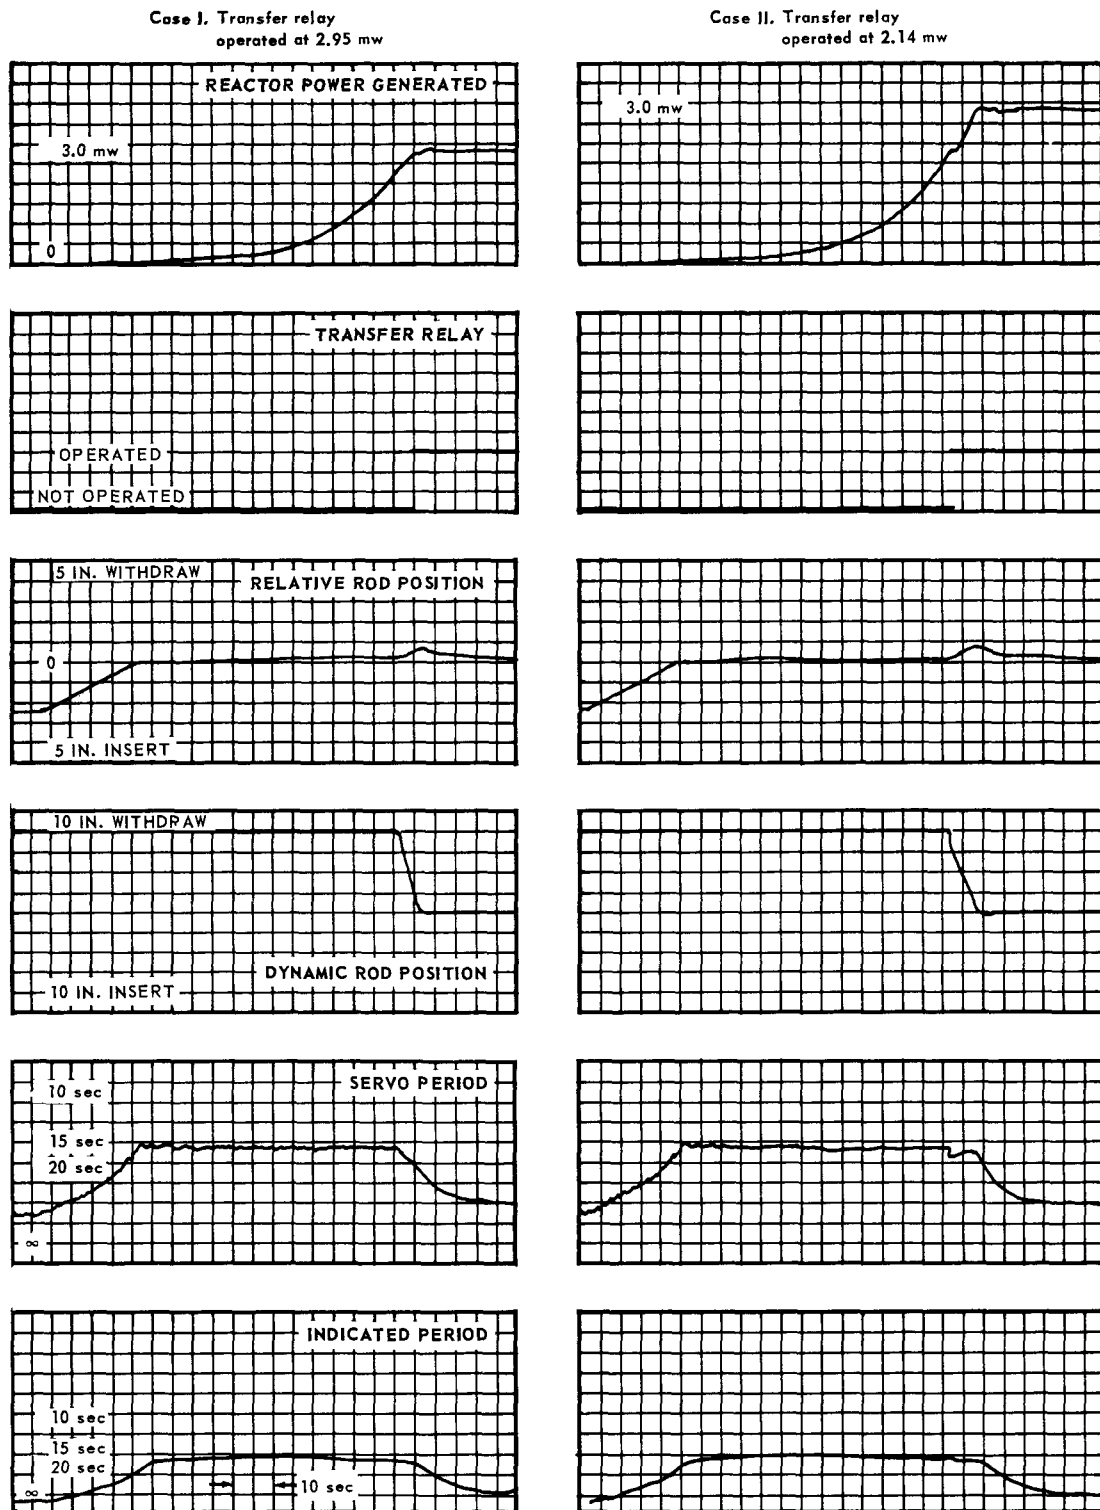 Case I. Transfer relay
operated at 2.95 mw
Case II. Transfer relay
operated at 2.14 mw
REACTOR POWER GENERATED
3.0 mw
0
3.0 mw
TRANSFER RELAY
OPERATED
NOT OPERATED
5 IN. WITHDRAW
RELATIVE ROD POSITION
0
5 IN. INSERT
10 IN. WITHDRAW
DYNAMIC ROD POSITION
10 IN. INSERT
SERVO PERIOD
10 sec
15 sec
20 sec
∞
INDICATED PERIOD
10 sec
15 sec
20 sec
∞
10 sec